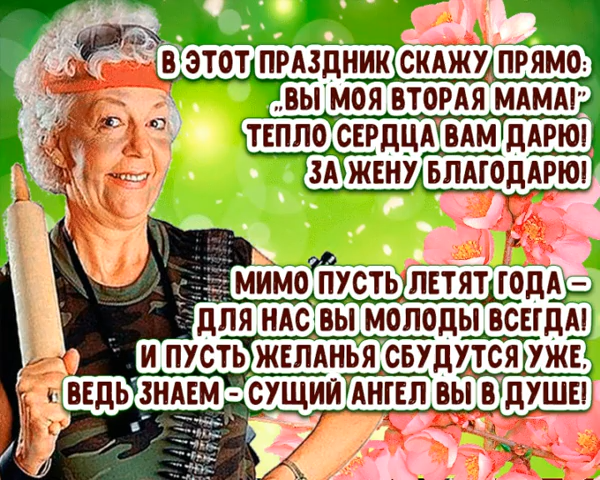 В ЭТОТ ПРАЗДНИК СКАЖУ ПРЯМО:
„ВЫ МОЯ ВТОРАЯ МАМА!”
ТЕПЛО СЕРДЦА ВАМ ДАРЮ!
ЗА ЖЕНУ БЛАГОДАРЮ!
МИМО ПУСТЬ ЛЕТЯТ ГОДА –
ДЛЯ НАС ВЫ МОЛОДЫ ВСЕГДА!
И ПУСТЬ ЖЕЛАНЬЯ СБУДУТСЯ УЖЕ,
ВЕДЬ ЗНАЕМ - СУЩИЙ АНГЕЛ ВЫ В ДУШЕ!